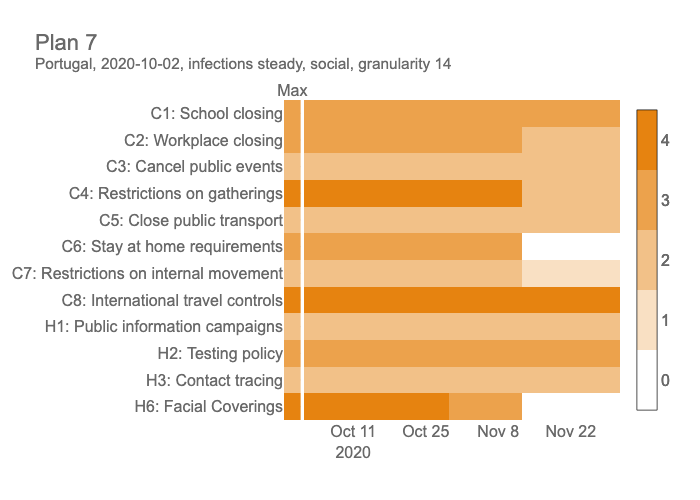 Plan 7
Portugal, 2020-10-02, infections steady, social, granularity 14
Max
C1: School closing
C2: Workplace closing
C3: Cancel public events
C4: Restrictions on gatherings
C5: Close public transport
C6: Stay at home requirements
C7: Restrictions on internal movement
C8: International travel controls
H1: Public information campaigns
H2: Testing policy
H3: Contact tracing
H6: Facial Coverings
Oct 11 Oct 25 Nov 8 Nov 22
2020
4
3
2
1
0